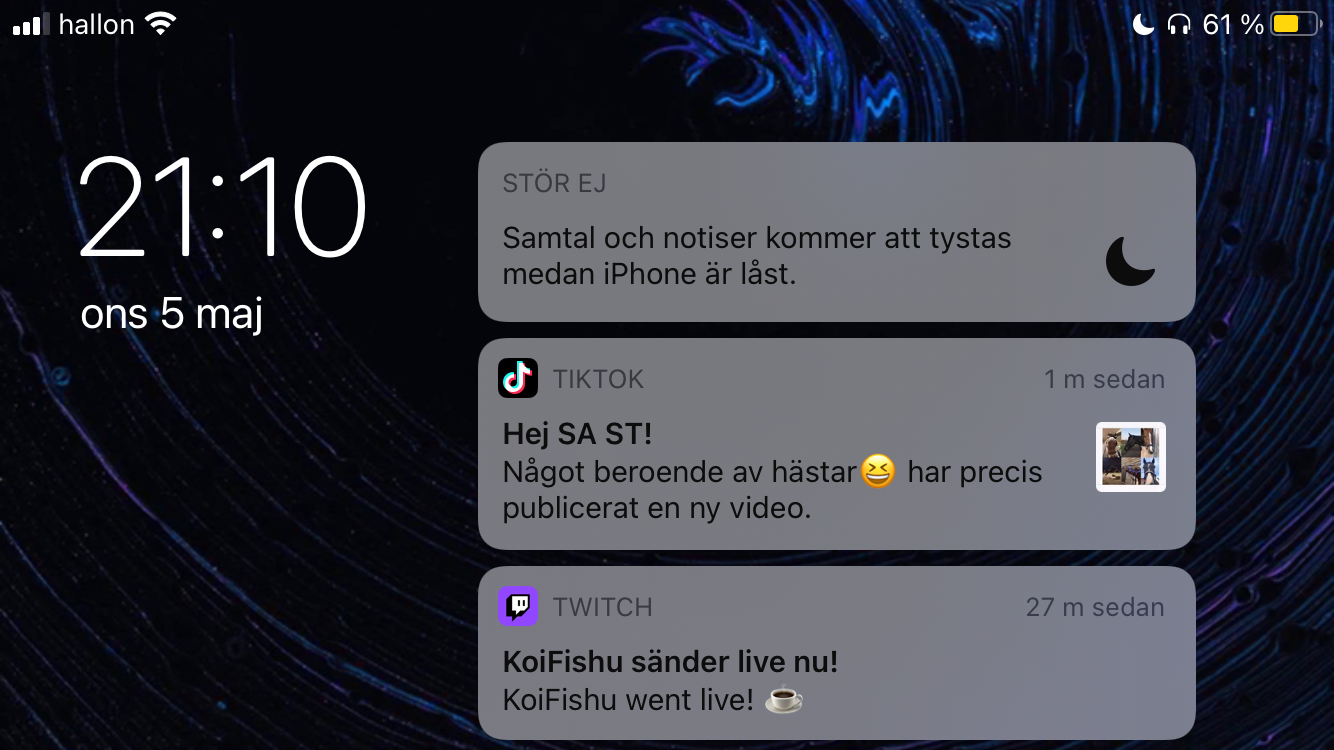 hallon
61 %
21:10
ons 5 maj
STÖR EJ
Samtal och notiser kommer att tystas
medan iPhone är låst.
TIKTOK
1 m sedan
Hej SA ST!
Något beroende av hästar😆 har precis
publicerat en ny video.
TWITCH
27 m sedan
KoiFishu sänder live nu!
KoiFishu went live! ☕